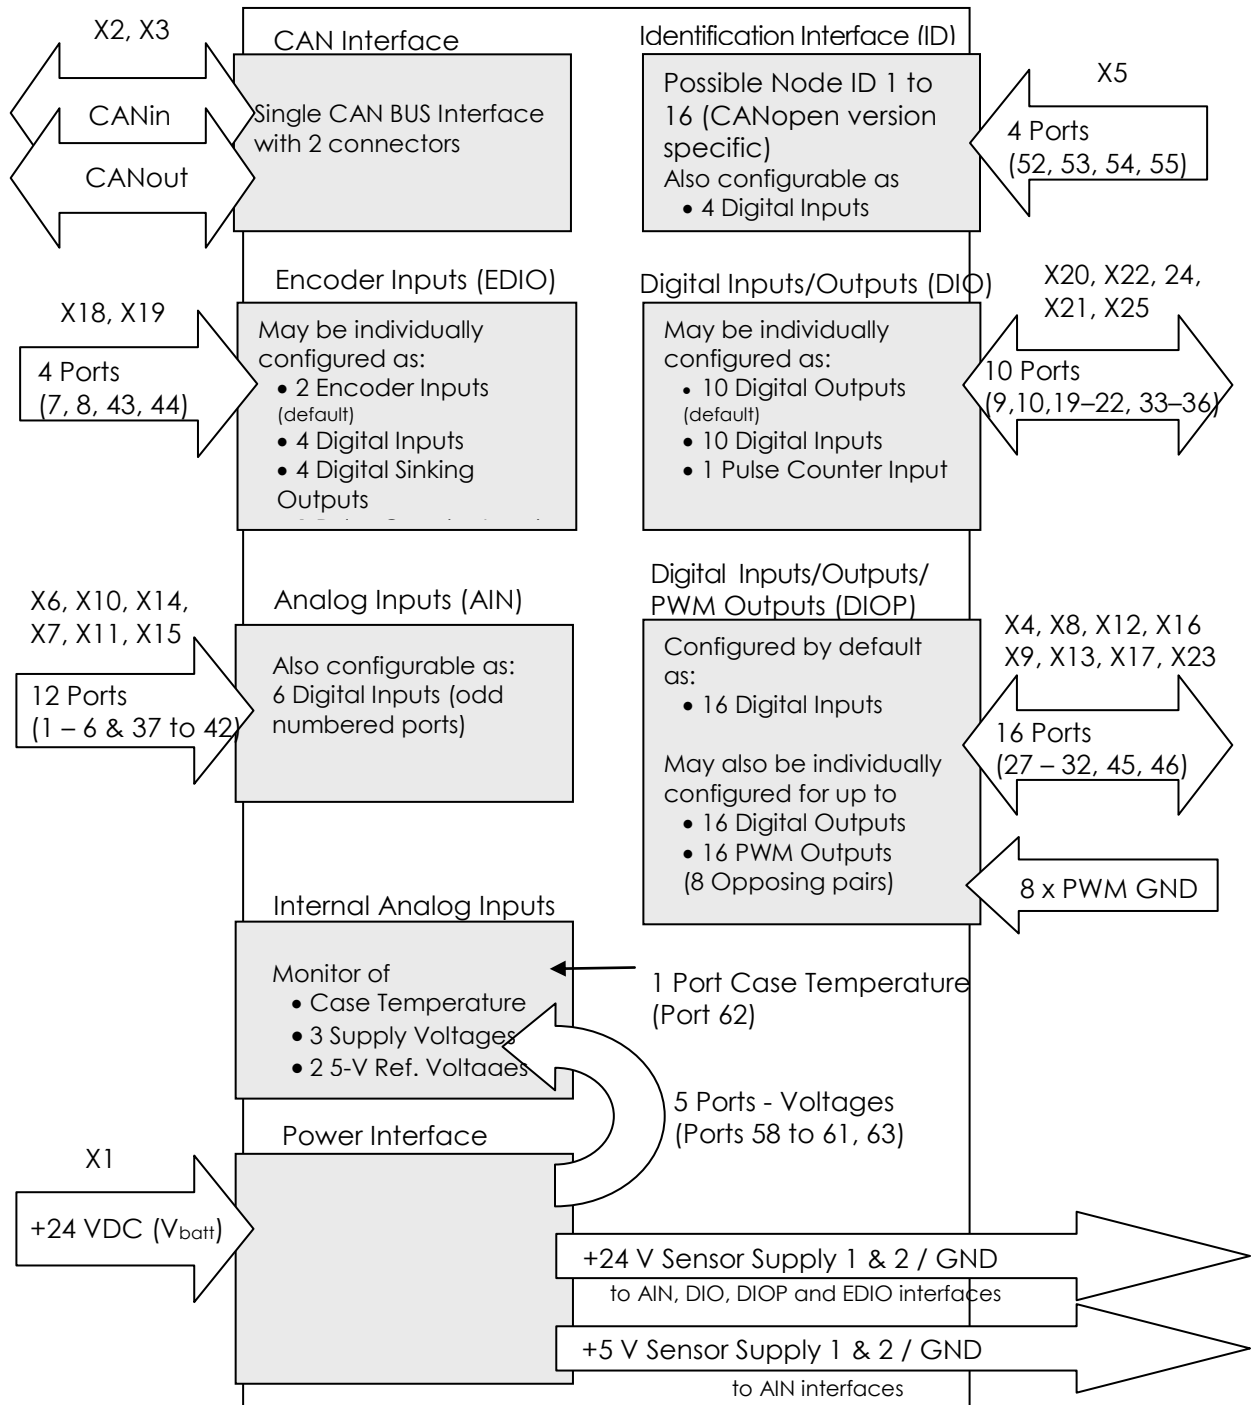 X2, X3
CAN Interface
CANin
CANout
Single CAN BUS Interface
with 2 connectors
Identification Interface (ID)
Possible Node ID 1 to
16 (CANopen version
specific)
Also configurable as
• 4 Digital Inputs
X5
4 Ports
(52, 53, 54, 55)
Encoder Inputs (EDIO)
X18, X19
4 Ports
(7, 8, 43, 44)
May be individually
configured as:
• 2 Encoder Inputs
(default)
• 4 Digital Inputs
• 4 Digital Sinking
Outputs
Digital Inputs/Outputs (DIO)
May be individually
configured as:
• 10 Digital Outputs
(default)
• 10 Digital Inputs
• 1 Pulse Counter Input
X20, X22, 24,
X21, X25
10 Ports
(9,10,19–22, 33–36)
X6, X10, X14,
X7, X11, X15
Analog Inputs (AIN)
12 Ports
(1 – 6 & 37 to 42)
Also configurable as:
6 Digital Inputs (odd
numbered ports)
Digital Inputs/Outputs/
PWM Outputs (DIOP)
Configured by default
as:
• 16 Digital Inputs
May also be individually
configured for up to
• 16 Digital Outputs
• 16 PWM Outputs
(8 Opposing pairs)
X4, X8, X12, X16
X9, X13, X17, X23
16 Ports
(27 – 32, 45, 46)
8 x PWM GND
Internal Analog Inputs
Monitor of
• Case Temperature
• 3 Supply Voltages
• 2 5-V Ref. Voltages
1 Port Case Temperature
(Port 62)
5 Ports - Voltages
(Ports 58 to 61, 63)
Power Interface
X1
+24 VDC (Vbatt)
+24 V Sensor Supply 1 & 2 / GND
to AIN, DIO, DIOP and EDIO interfaces
+5 V Sensor Supply 1 & 2 / GND
to AIN interfaces